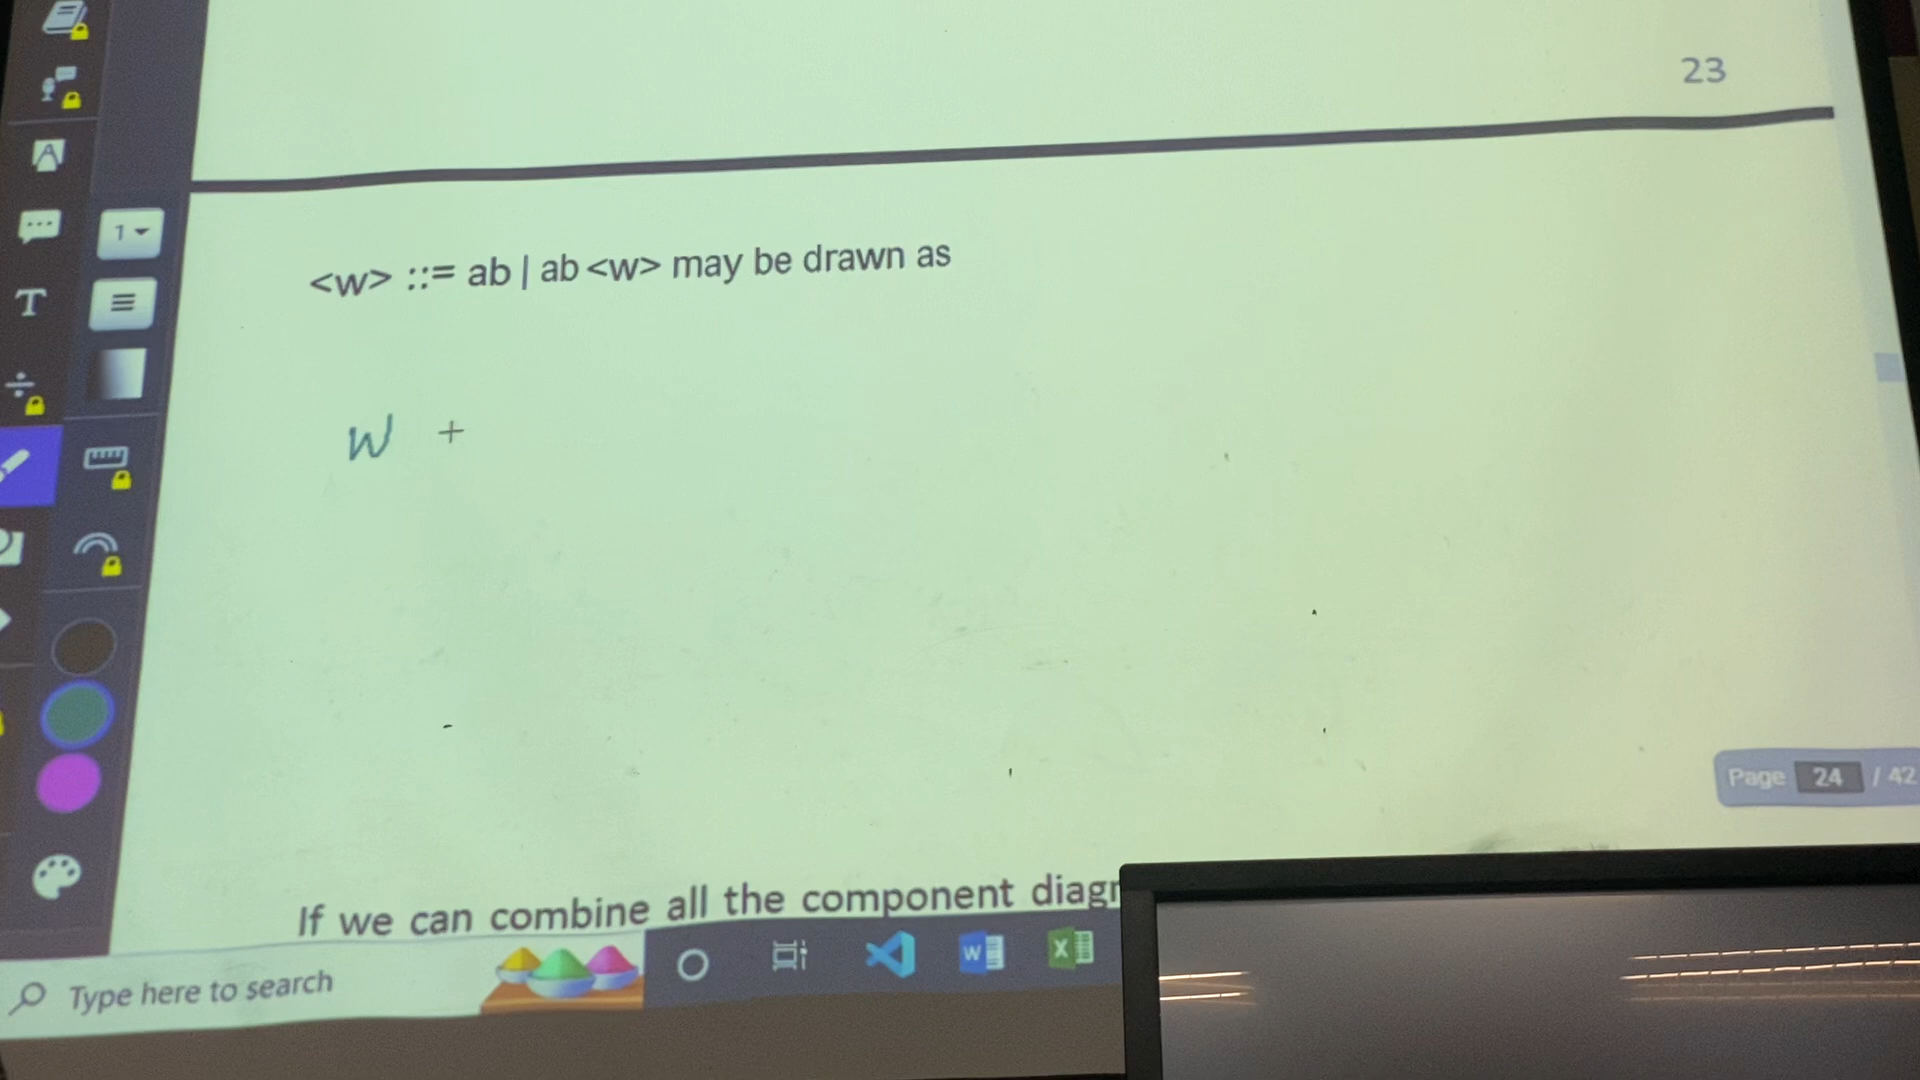 23
<w> ::= ab | ab <w> may be drawn as
W +
T
1
Page 24 / 42
If we can combine all the component diagr
Type here to search